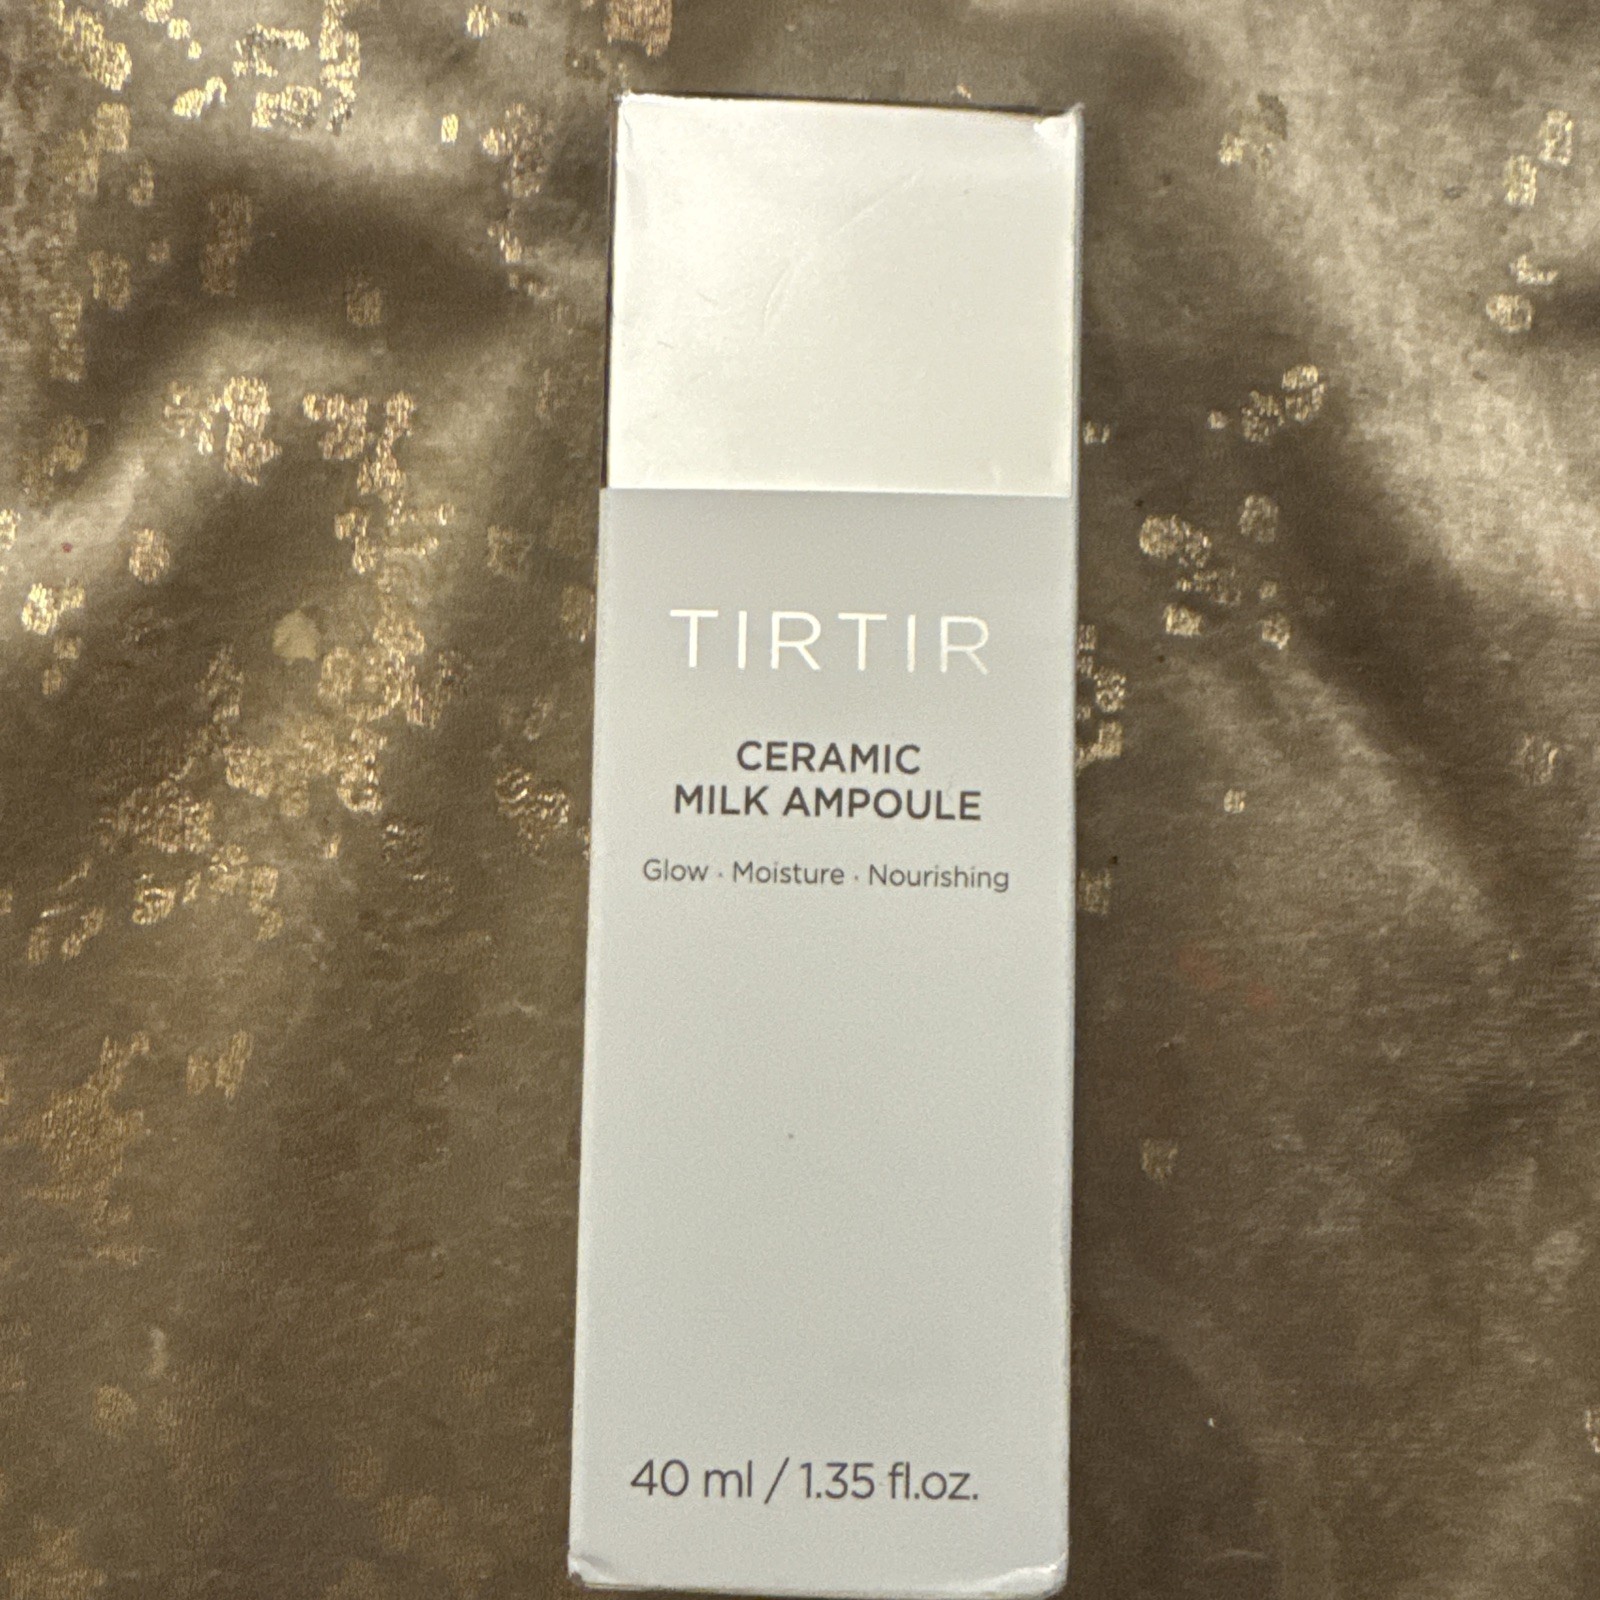 TIRTIR
CERAMIC
MILK AMPOULE
Glow · Moisture · Nourishing
40 ml / 1.35 fl.oz.